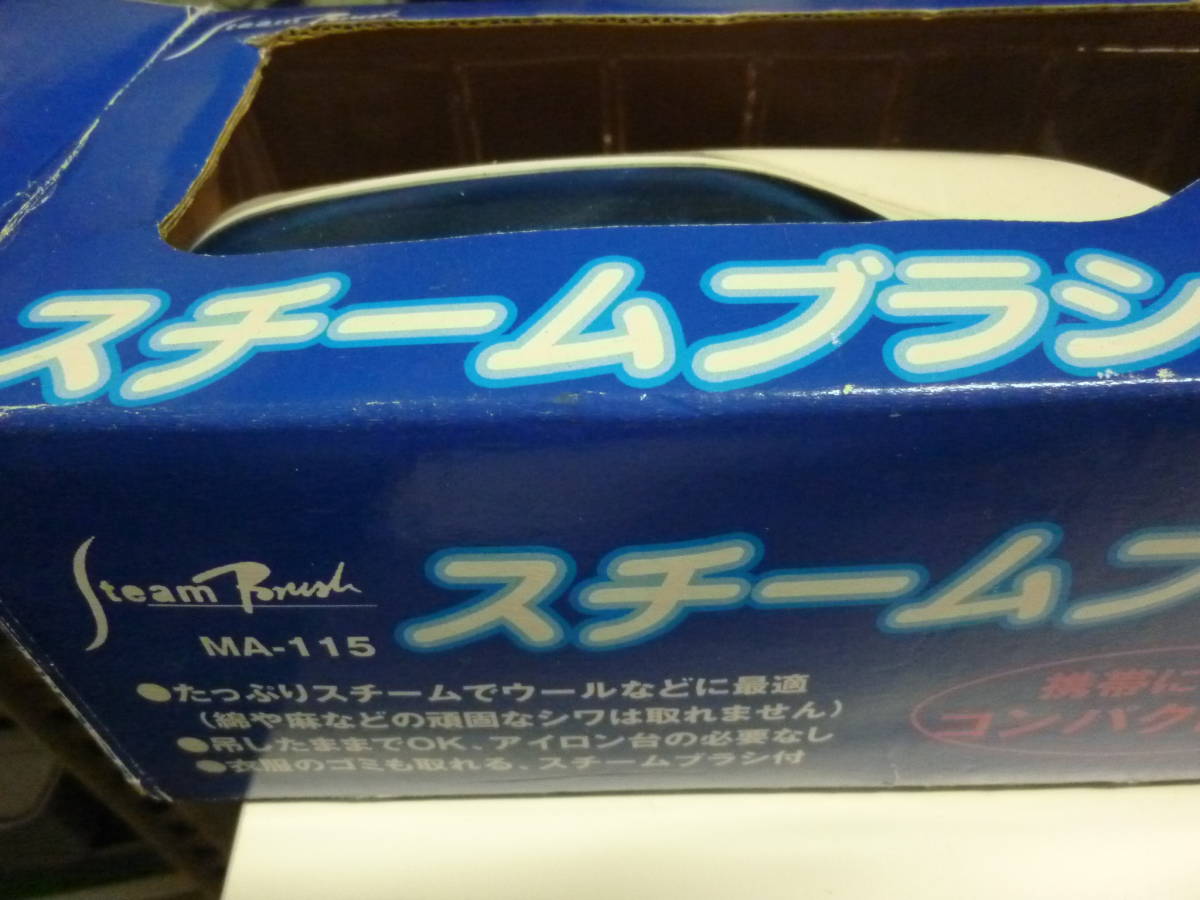 Steam Brush
スチームブラシ
Steam Brush
MA-115
スチーム
●たっぷりスチームでウールなどに最適
(綿や麻などの頑固なシワは取れません)
●吊したままでOK、アイロン台の必要なし
●衣服のゴミも取れる、スチームブラシ付
携帯に
コンパク